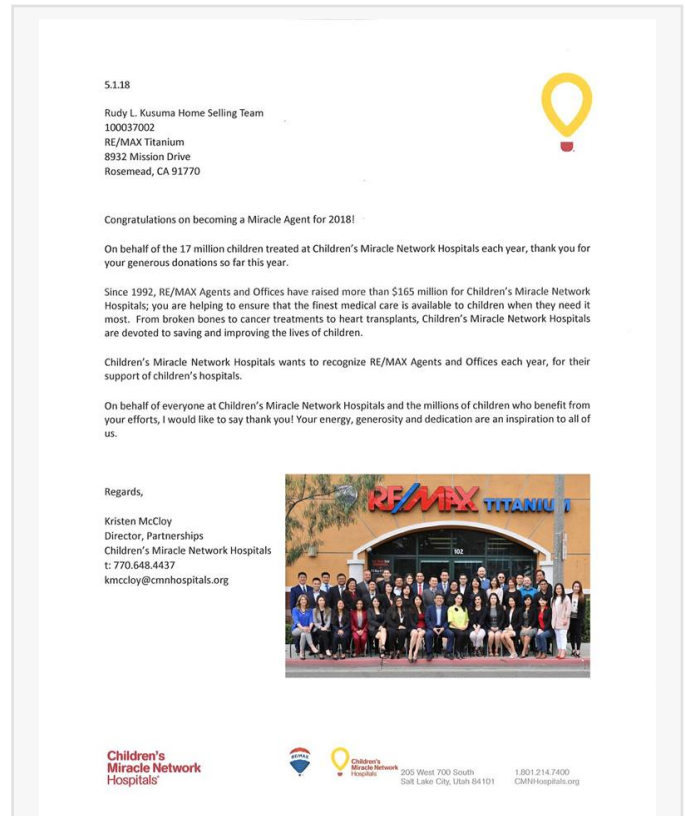 5.1.18
Rudy L. Kusuma Home Selling Team
100037002
RE/MAX Titanium
8932 Mission Drive
Rosemead, CA 91770
Congratulations on becoming a Miracle Agent for 2018!
On behalf of the 17 million children treated at Children's Miracle Network Hospitals each year, thank you for
your generous donations so far this year.
Since 1992, RE/MAX Agents and Offices have raised more than $165 million for Children's Miracle Network
Hospitals; you are helping to ensure that the finest medical care is available to children when they need it
most. From broken bones to cancer treatments to heart transplants, Children's Miracle Network Hospitals
are devoted to saving and improving the lives of children.
Children's Miracle Network Hospitals wants to recognize RE/MAX Agents and Offices each year, for their
support of children's hospitals.
On behalf of everyone at Children's Miracle Network Hospitals and the millions of children who benefit from
your efforts, I would like to say thank you! Your energy, generosity and dedication are an inspiration to all of
us.
Regards,
Kristen McCloy
Director, Partnerships
Children's Miracle Network Hospitals
t: 770.648.4437
kmccloy@cmnhospitals.org
RE/MAX TITANIUM
102
Children's
Miracle Network
Hospitals'
RE/MAX
Children's
Miracle Network
Hospitals
205 West 700 South
Salt Lake City, Utah 84101
1.801.214.7400
CMNHospitals.org